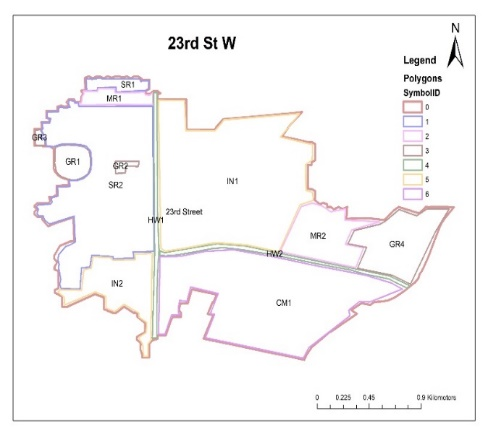 23rd St W
N
Legend
Polygons
SymbolID
0
1
2
3
4
5
6
SR1
MR1
GR3
GR1
GR2
SR2
IN1
23rd Street
HW1
MR2
GR4
HW2
IN2
CM1
0 0.225 0.45 0.9 Kilometers